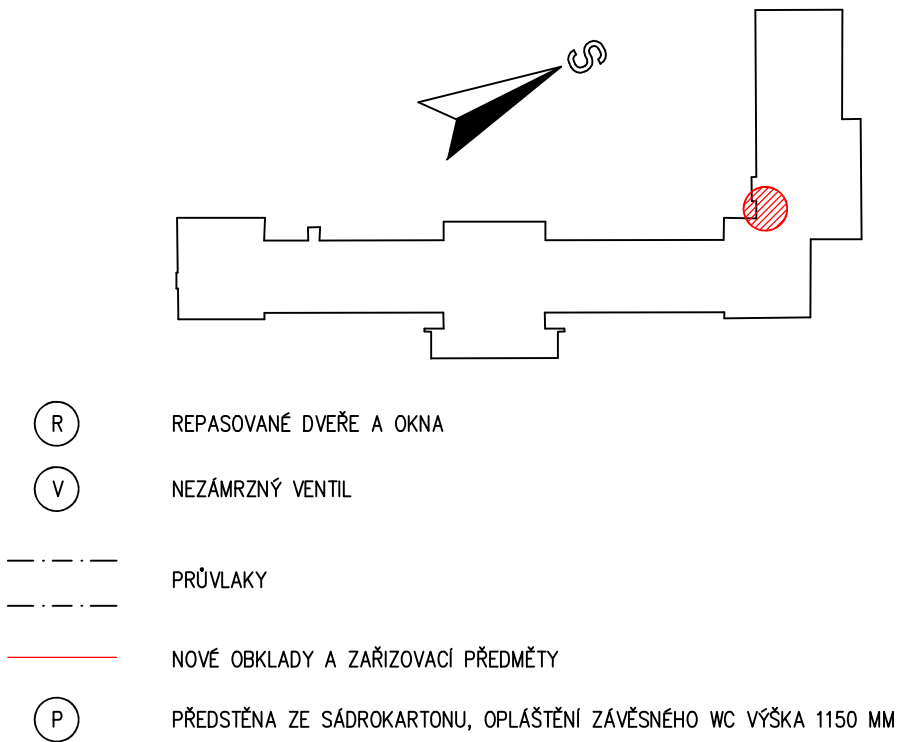 S
R REPASOVANÉ DVEŘE A OKNA
V NEZÁMRZNÝ VENTIL
PRŮVLAKY
NOVÉ OBKLADY A ZAŘIZOVACÍ PŘEDMĚTY
P PŘEDSTĚNA ZE SÁDROKARTONU, OPLÁŠTĚNÍ ZÁVĚSNÉHO WC VÝŠKA 1150 MM